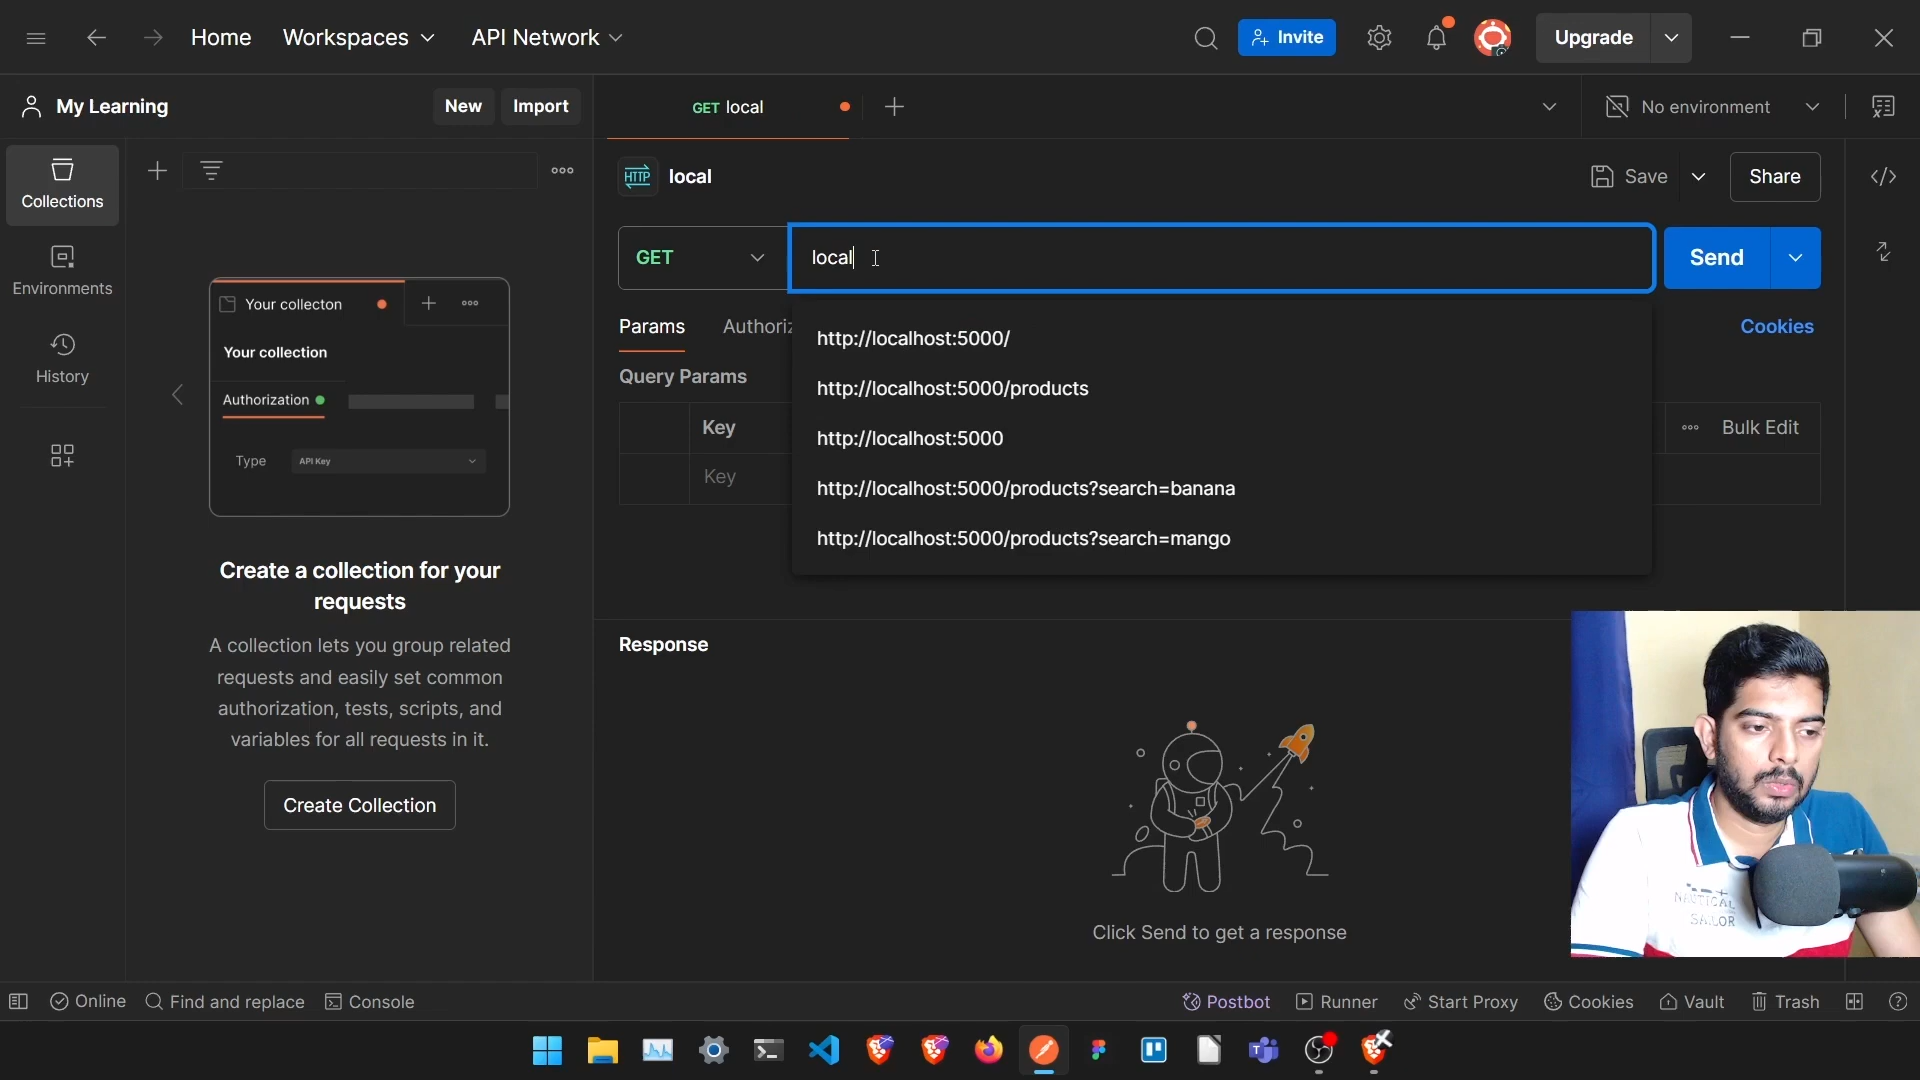 Home
Workspaces
API Network
Invite
Upgrade
My Learning
New
Import
GET local
No environment
Collections
Environments
History
HTTP
local
Save
Share
GET
local
Send
http://localhost:5000/
http://localhost:5000/products
http://localhost:5000
http://localhost:5000/products?search=banana
http://localhost:5000/products?search=mango
Params
Authoriz
Cookies
Query Params
Key
Bulk Edit
Key
Your collecton
Your collection
Authorization
Type
API Key
Create a collection for your
requests
A collection lets you group related
requests and easily set common
authorization, tests, scripts, and
variables for all requests in it.
Create Collection
Response
Click Send to get a response
NAUTICAL
SAILOR
Online
Find and replace
Console
Postbot
Runner
Start Proxy
Cookies
Vault
Trash